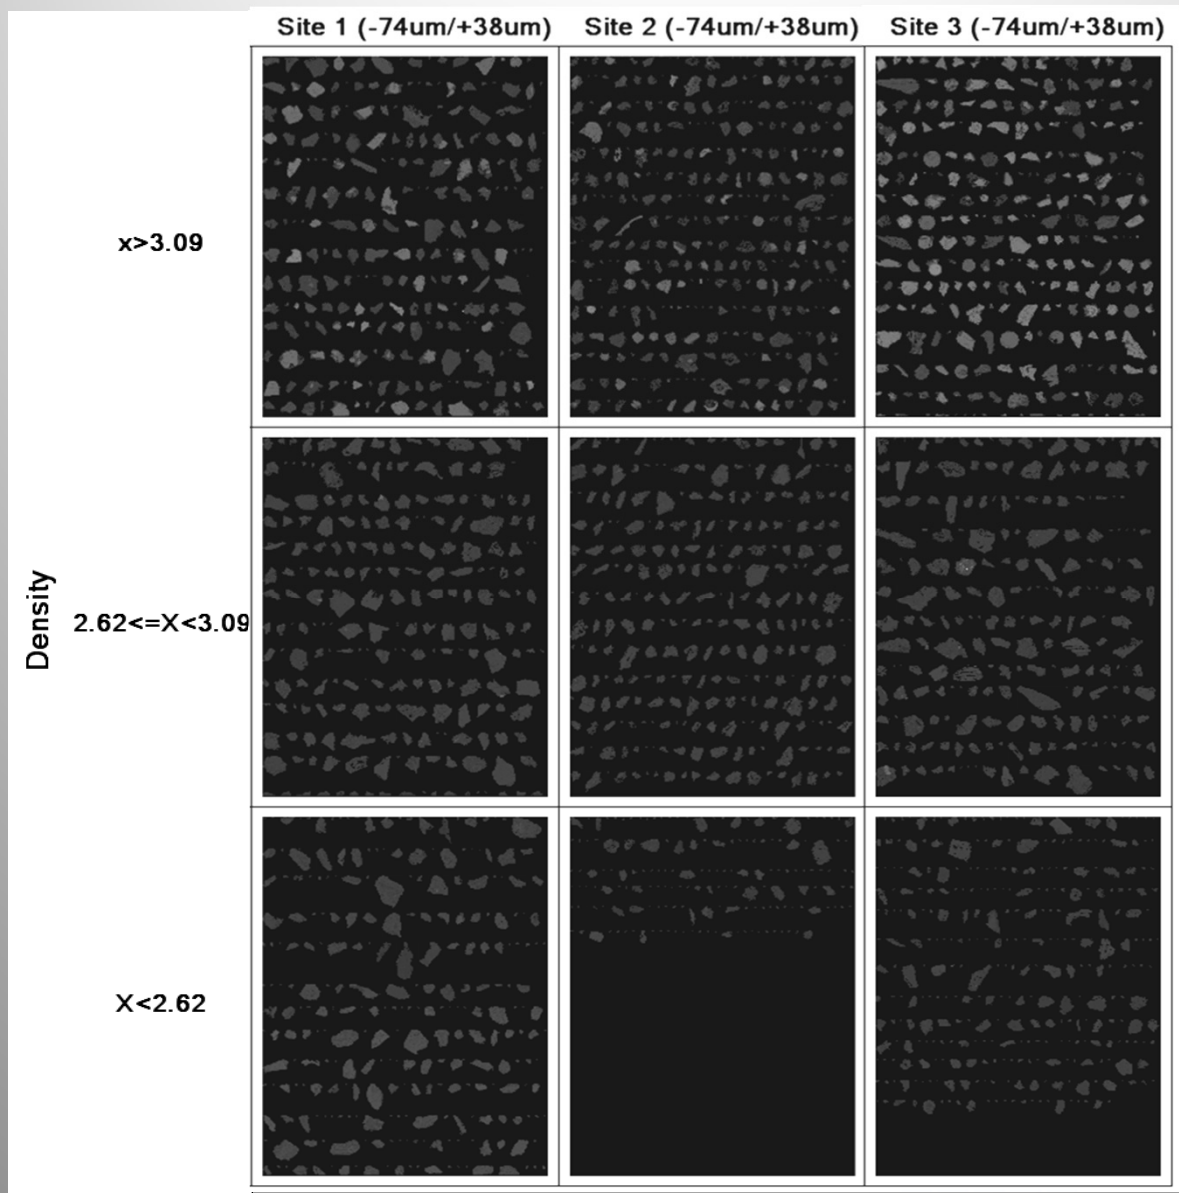 Site 1 (-74um/+38um) Site 2 (-74um/+38um) Site 3 (-74um/+38um)
x>3.09
Density
2.62<=X<3.09
X<2.62